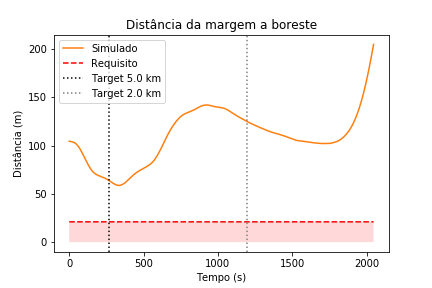 Distância da margem a boreste
Simulado
Requisito
Target 5.0 km
Target 2.0 km
Distância (m)
200
150
100
50
0
0 500 1000 1500 2000
Tempo (s)